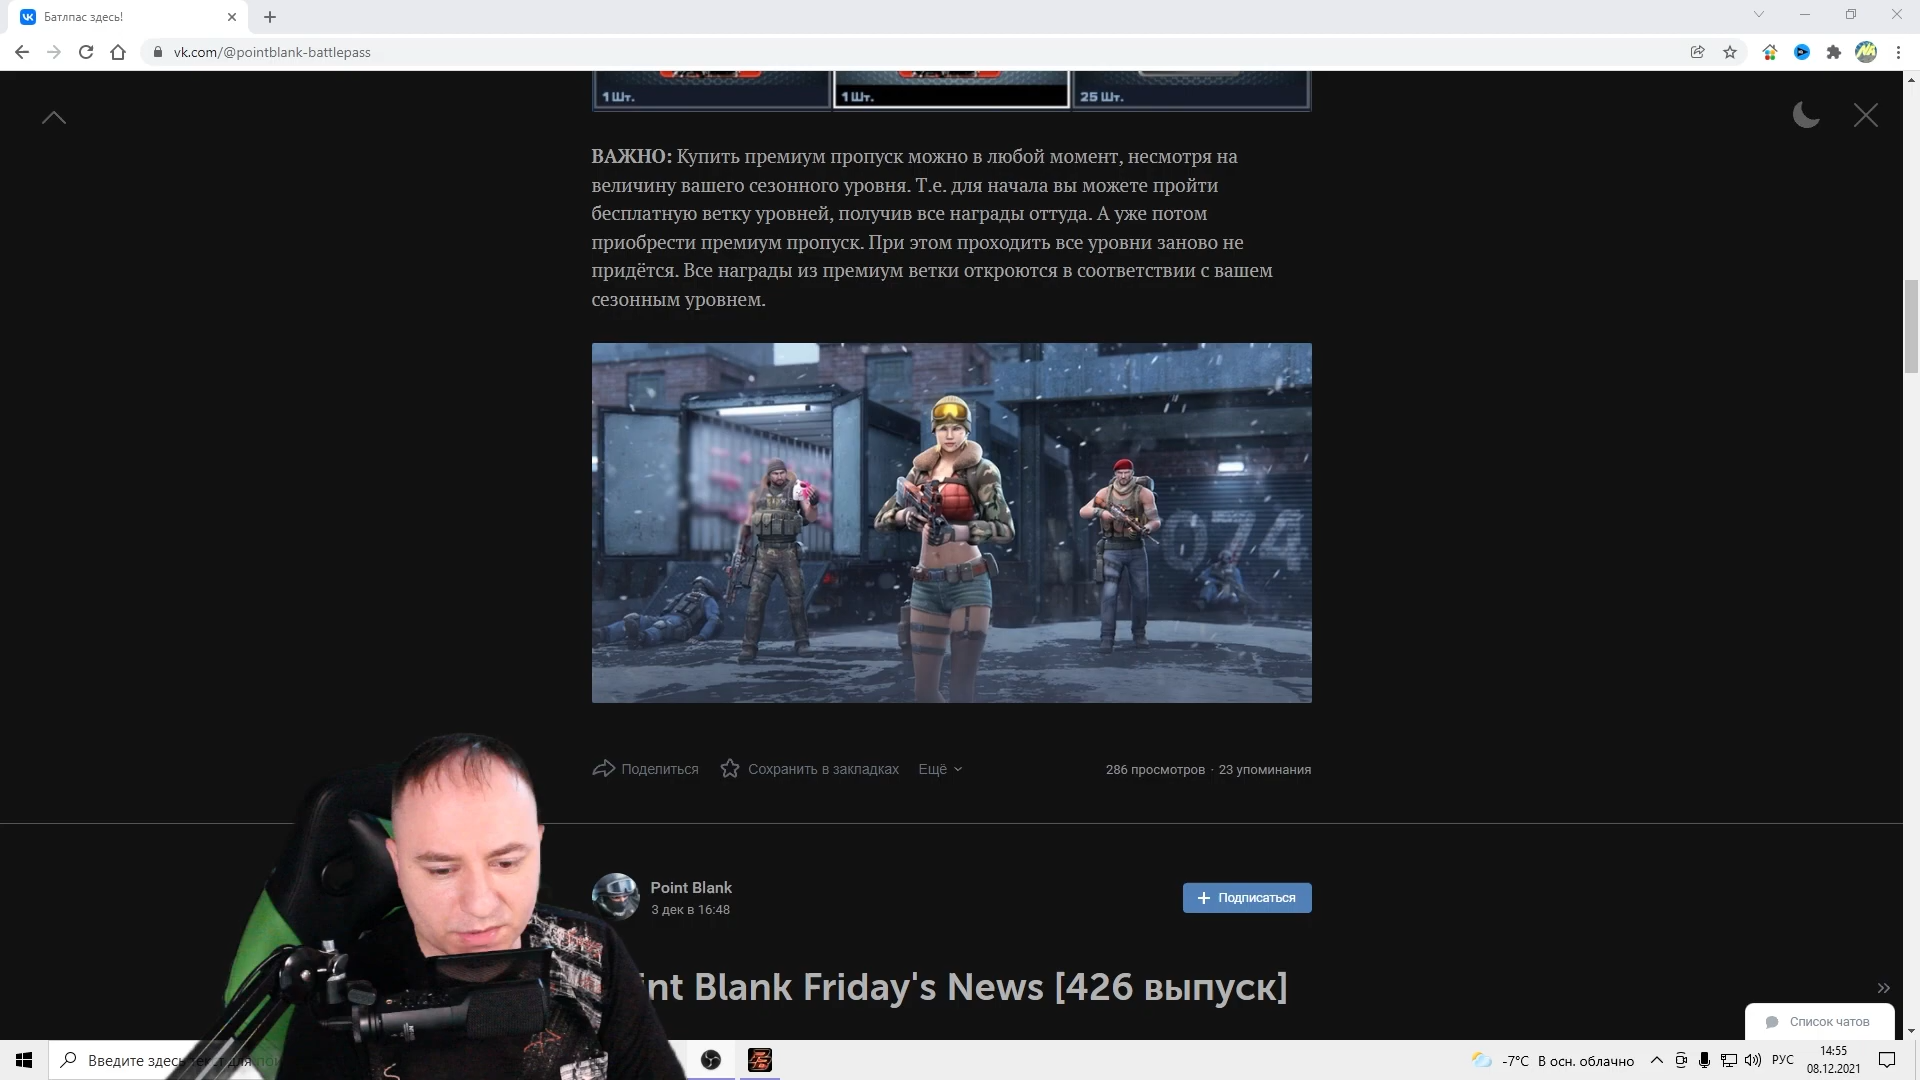 Батлпас здесь!
vk.com/@pointblank-battlepass
1 Шт.
1 Шт.
25 Шт.
ВАЖНО: Купить премиум пропуск можно в любой момент, несмотря на
величину вашего сезонного уровня. Т.е. для начала вы можете пройти
бесплатную ветку уровней, получив все награды оттуда. А уже потом
приобрести премиум пропуск. При этом проходить все уровни заново не
придётся. Все награды из премиум ветки откроются в соответствии с вашем
сезонным уровнем.
074
Поделиться
Сохранить в закладках
Ещё
286 просмотров · 23 упоминания
Point Blank
3 дек в 16:48
Подписаться
int Blank Friday's News [426 выпуск]
Список чатов
Введите здесь
-7°C В осн. облачно
РУС
14:55
08.12.2021